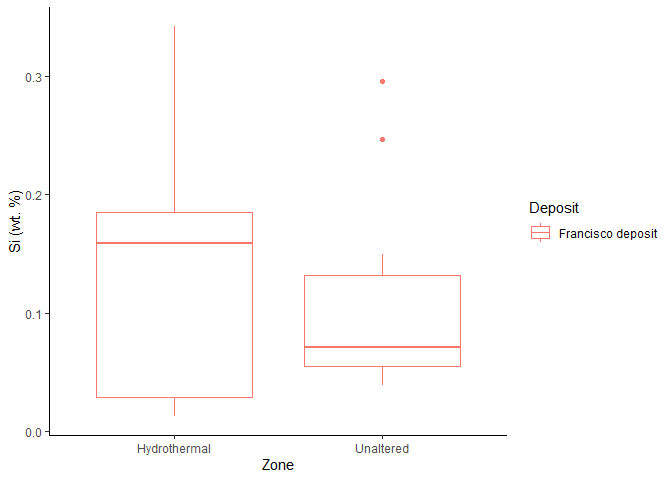 Si (wt. %)
0.3
0.2
0.1
0.0
Hydrothermal
Unaltered
Zone
Deposit
Francisco deposit